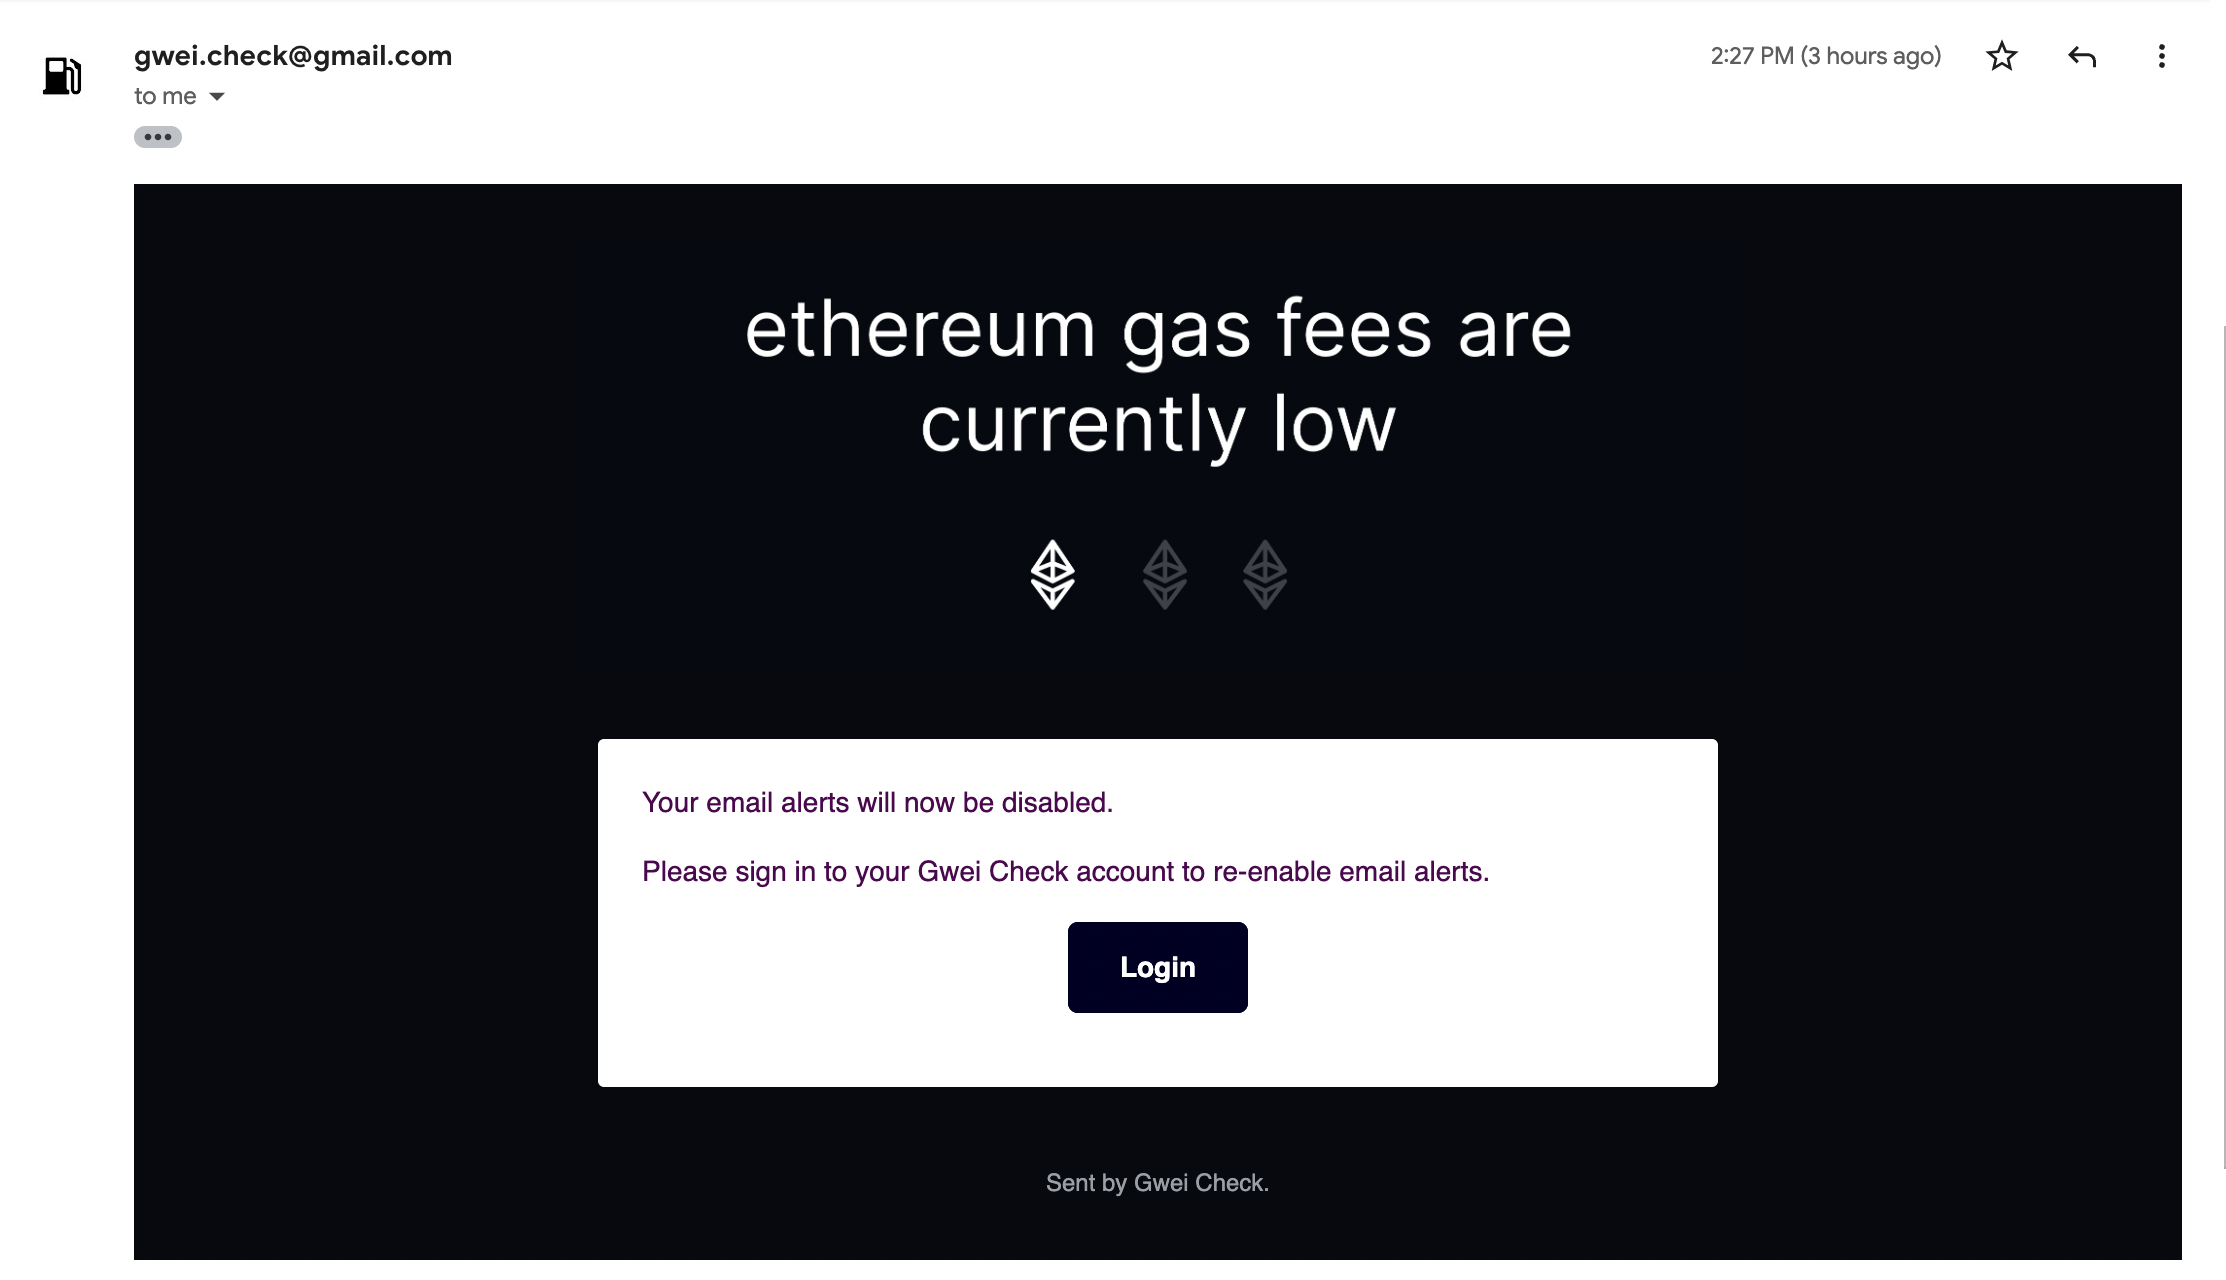 gwei.check@gmail.com
2:27 PM (3 hours ago)
to me
ethereum gas fees are
currently low
Your email alerts will now be disabled.
Please sign in to your Gwei Check account to re-enable email alerts.
Login
Sent by Gwei Check.